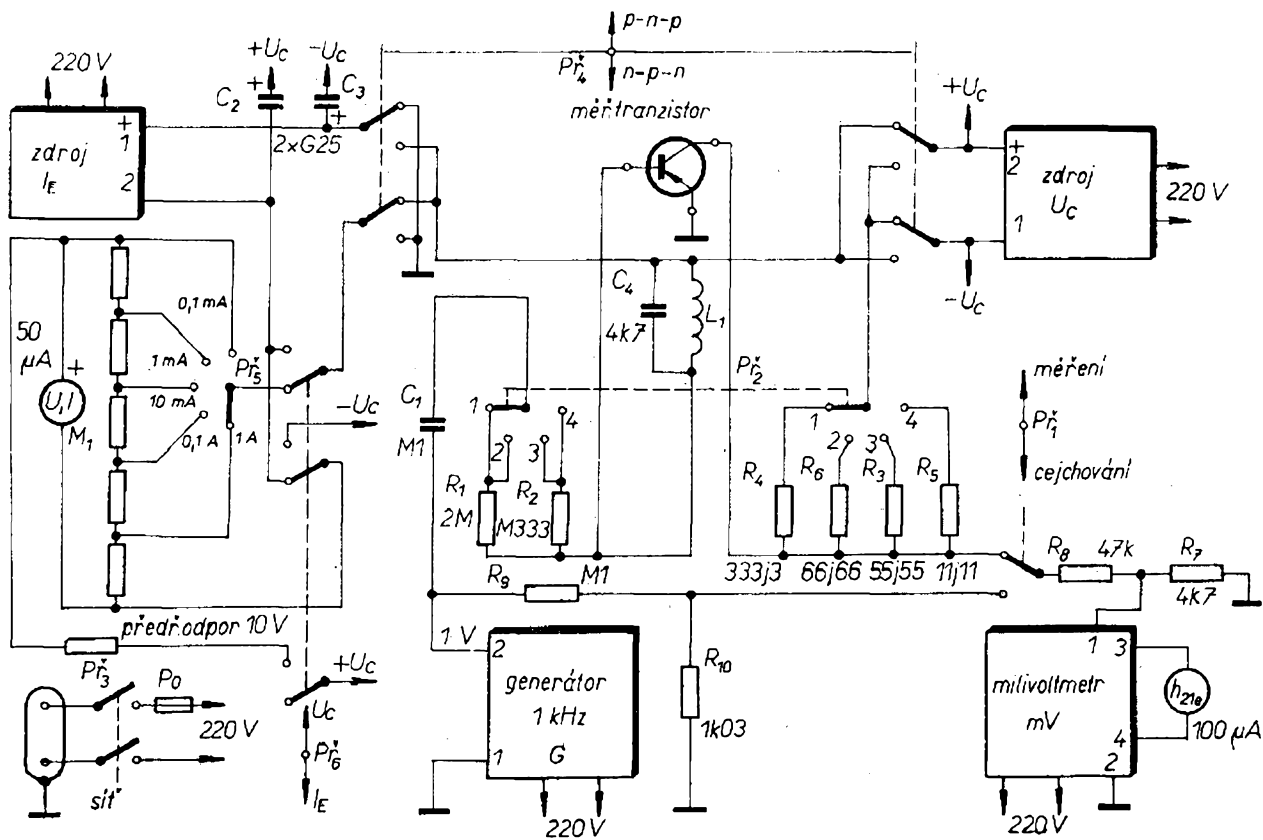 p-n-p
Př4
n-p-n
měř. tranzistor
220 V
+Uc
-Uc
C2
+
C3
+
2xG25
zdroj
IE
+
1
2
+Uc
+
2
zdroj
Uc
1
220 V
-Uc
50
μA
+
U,I
M1
0,1 mA
1 mA
10 mA
0,1 A
1 A
Př5
-Uc
C4
4k7
L1
C1
M1
Př2
1
2
3
4
R1
2M
R2
M333
1
2
3
4
R4
R6
R3
R5
333j3
66j66
55j55
11j11
měření
Př1
cejchování
R8
47k
R7
4k7
R9
M1
předř. odpor 10 V
+Uc
Uc
Př6
IE
Př3
Po
220 V
síť
1 V
2
generátor
1 kHz
G
1
220 V
R10
1k03
1
3
milivoltmetr
mV
4
2
h21e
100 μA
220 V